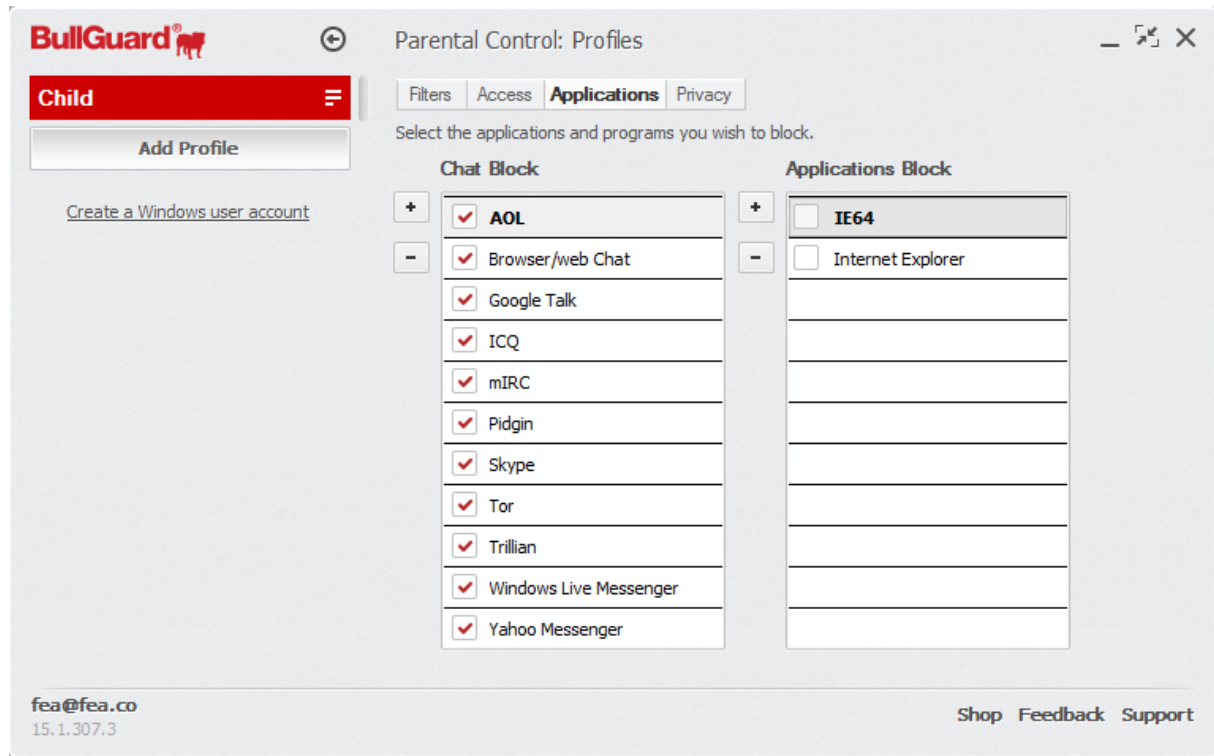 BullGuard®
Parental Control: Profiles
Child
Add Profile
Create a Windows user account
Filters Access Applications Privacy
Select the applications and programs you wish to block.
Chat Block
+
-
AOL
Browser/web Chat
Google Talk
ICQ
mIRC
Pidgin
Skype
Tor
Trillian
Windows Live Messenger
Yahoo Messenger
Applications Block
+
-
IE64
Internet Explorer
fea@fea.co
15.1.307.3
Shop Feedback Support